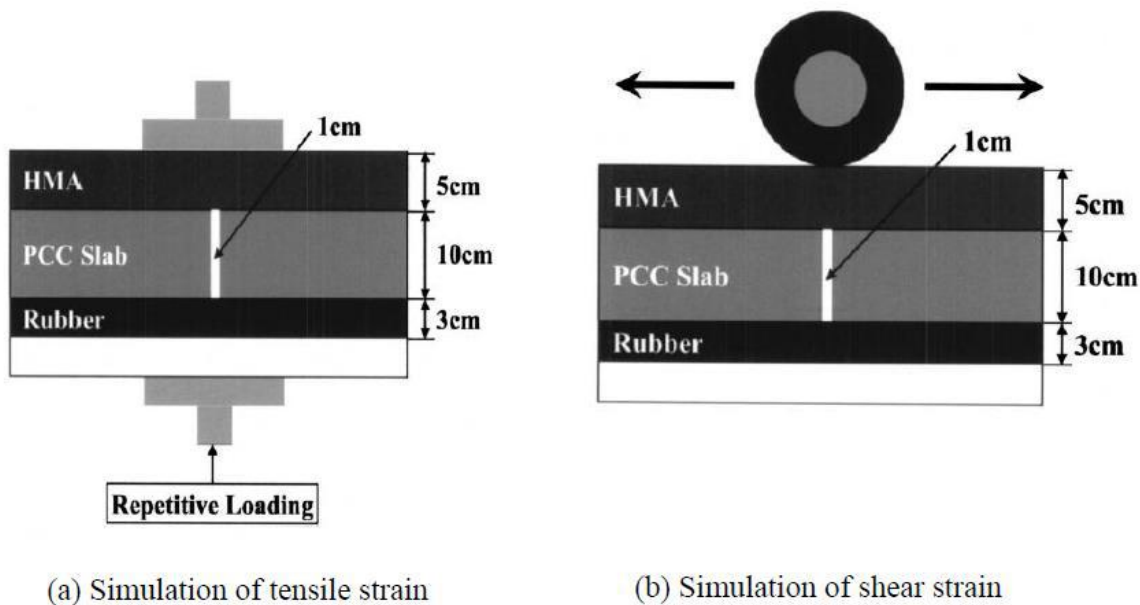 1cm
HMA
5cm
PCC Slab
10cm
Rubber
3cm
Repetitive Loading
(a) Simulation of tensile strain
1cm
HMA
5cm
PCC Slab
10cm
Rubber
3cm
(b) Simulation of shear strain